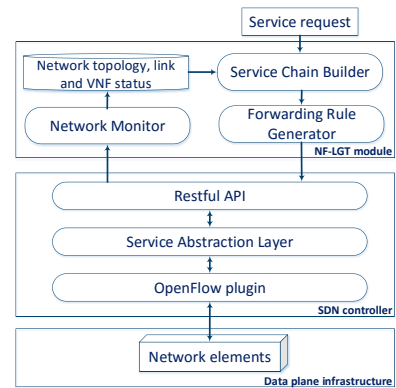 Service request
Network topology, link
and VNF status
Service Chain Builder
Network Monitor
Forwarding Rule
Generator
NF-LGT module
Restful API
Service Abstraction Layer
OpenFlow plugin
SDN controller
Network elements
Data plane infrastructure